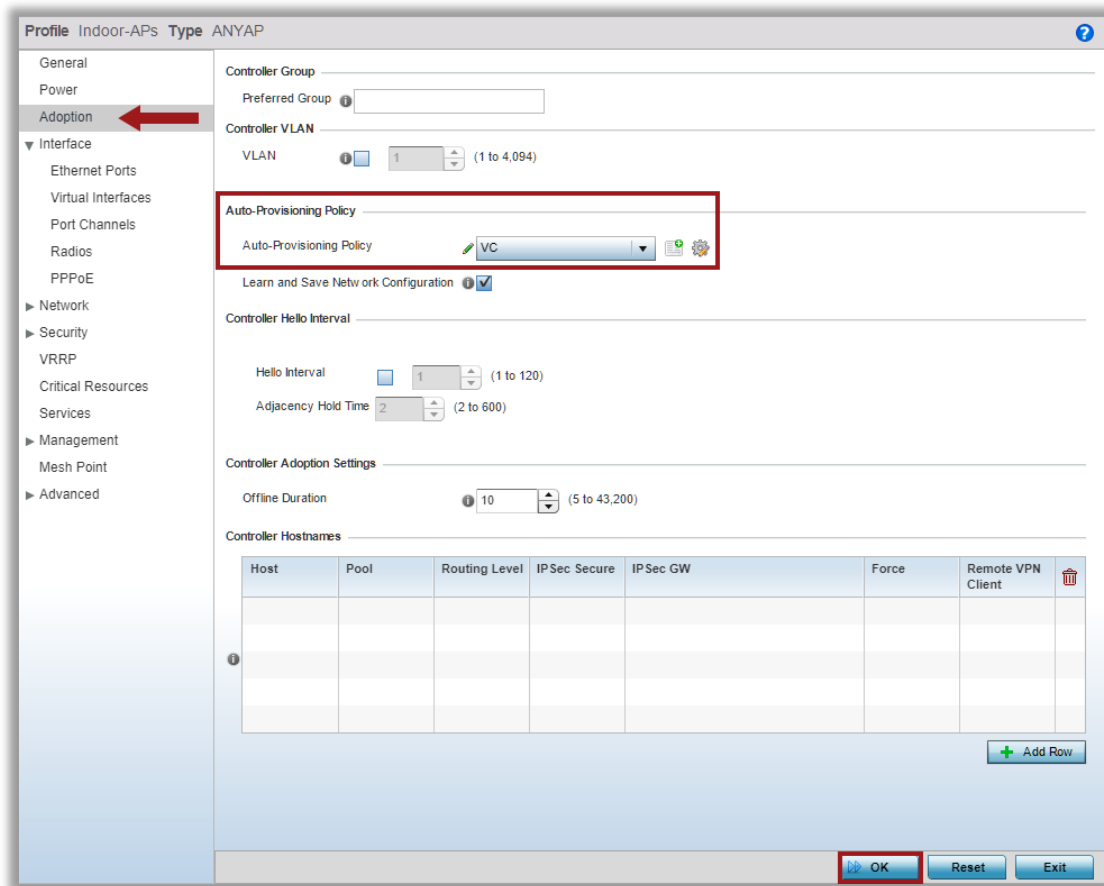 Profile Indoor-APs Type ANYAP
?
General
Power
Adoption
Interface
Ethernet Ports
Virtual Interfaces
Port Channels
Radios
PPPoE
Network
Security
VRRP
Critical Resources
Services
Management
Mesh Point
Advanced
Controller Group
Preferred Group
Controller VLAN
VLAN 1 (1 to 4,094)
Auto-Provisioning Policy
Auto-Provisioning Policy VC
Learn and Save Network Configuration
Controller Hello Interval
Hello Interval 1 (1 to 120)
Adjacency Hold Time 2 (2 to 600)
Controller Adoption Settings
Offline Duration 10 (5 to 43,200)
Controller Hostnames
Host Pool Routing Level IPSec Secure IPSec GW Force Remote VPN Client
Add Row
OK Reset Exit